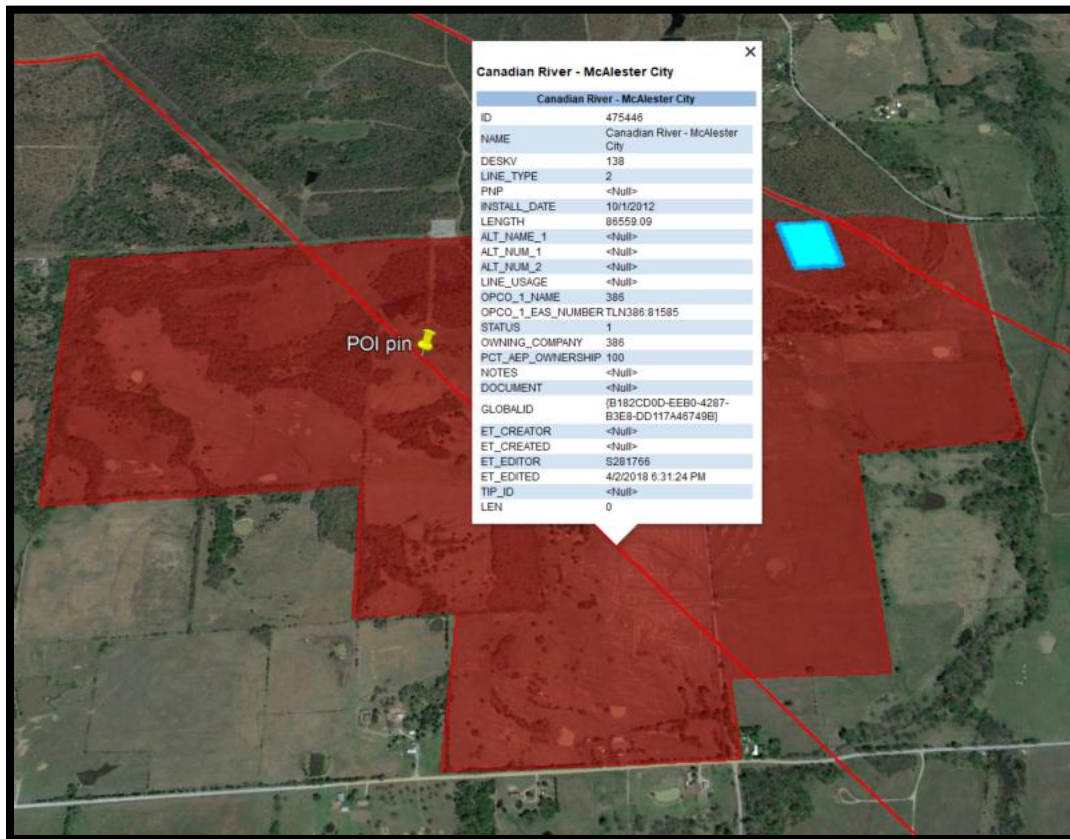 Canadian River - McAlester City
Canadian River - McAlester City
ID 475446
NAME Canadian River - McAlester
City
DESKV 138
LINE_TYPE 2
PNP <Null>
INSTALL_DATE 10/1/2012
LENGTH 86559.09
ALT_NAME_1 <Null>
ALT_NUM_1 <Null>
ALT_NUM_2 <Null>
LINE_USAGE <Null>
OPCO_1_NAME 386
OPCO_1_EAS_NUMBER TLN386:81585
STATUS 1
OWNING_COMPANY 386
PCT_AEP_OWNERSHIP 100
NOTES <Null>
DOCUMENT <Null>
GLOBALID {B182CD0D-EEB0-4287-
B3E8-DD117A46749B}
ET_CREATOR <Null>
ET_CREATED <Null>
ET_EDITOR S281766
ET_EDITED 4/2/2018 6:31:24 PM
TIP_ID <Null>
LEN 0
POI pin